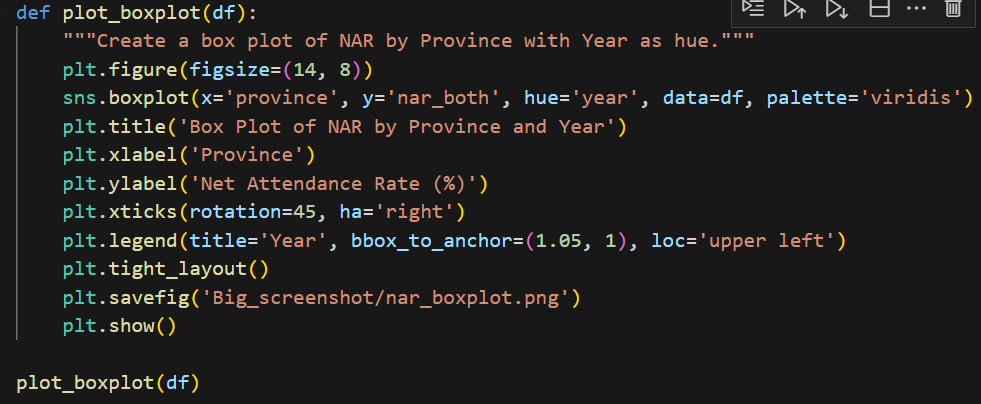 def plot_boxplot(df):
    """Create a box plot of NAR by Province with Year as hue."""
    plt.figure(figsize=(14, 8))
    sns.boxplot(x='province', y='nar_both', hue='year', data=df, palette='viridis')
    plt.title('Box Plot of NAR by Province and Year')
    plt.xlabel('Province')
    plt.ylabel('Net Attendance Rate (%)')
    plt.xticks(rotation=45, ha='right')
    plt.legend(title='Year', bbox_to_anchor=(1.05, 1), loc='upper left')
    plt.tight_layout()
    plt.savefig('Big_screenshot/nar_boxplot.png')
    plt.show()

plot_boxplot(df)